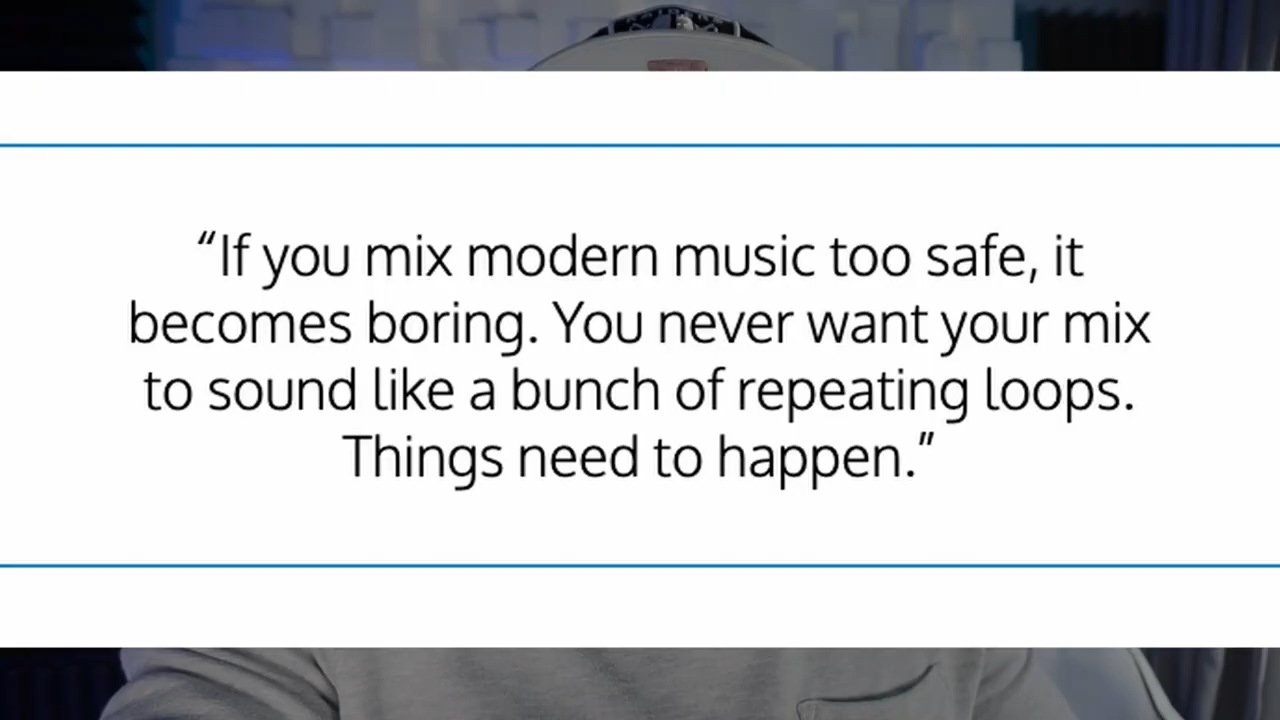 “If you mix modern music too safe, it
becomes boring. You never want your mix
to sound like a bunch of repeating loops.
Things need to happen.”